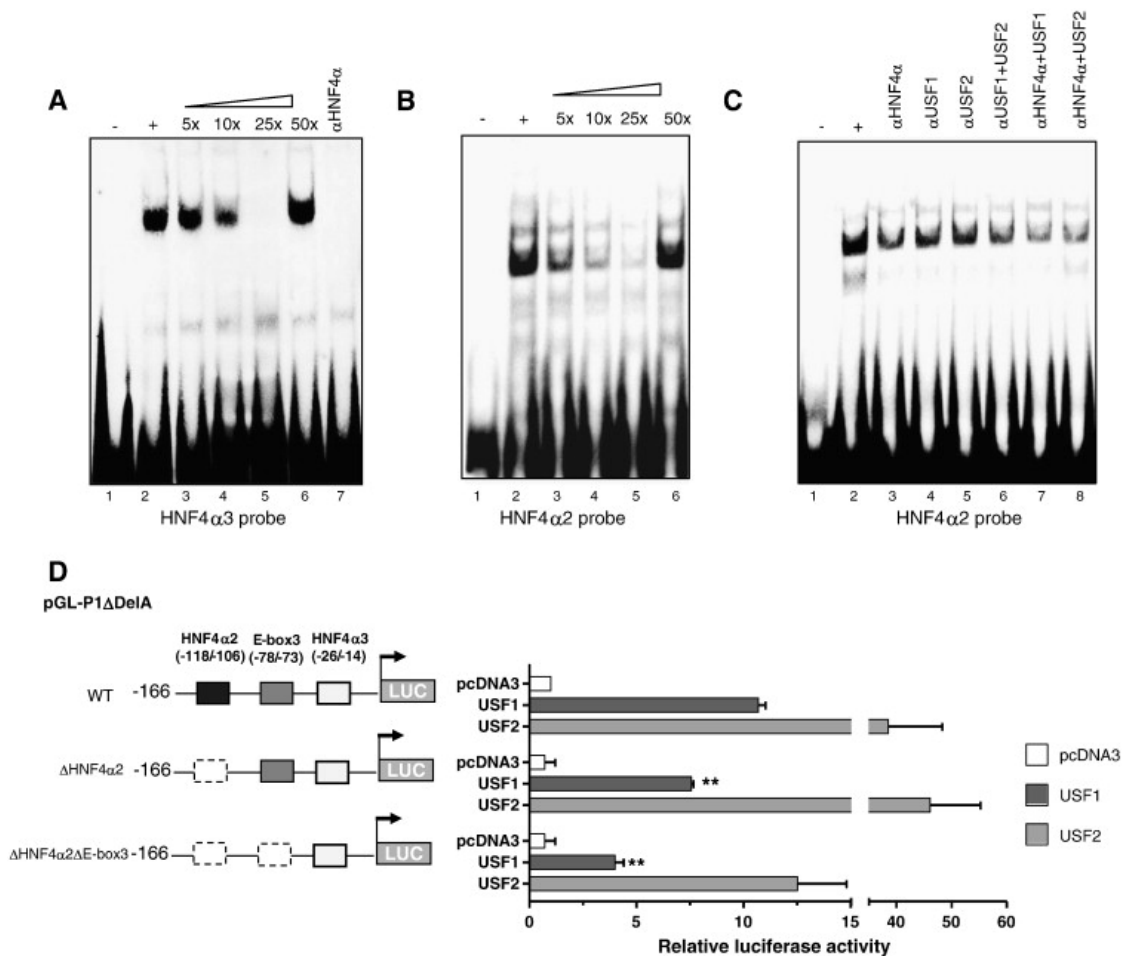 A
- + 5x 10x 25x 50x αHNF4α
1 2 3 4 5 6 7
HNF4α3 probe
B
- + 5x 10x 25x 50x
1 2 3 4 5 6
HNF4α2 probe
C
- + αHNF4α αUSF1 αUSF2 αUSF1+USF2 αHNF4α+USF1 αHNF4α+USF2
1 2 3 4 5 6 7 8
HNF4α2 probe
D
pGL-P1ΔDelA
HNF4α2 E-box3 HNF4α3
(-118/-106) (-78/-73) (-26/-14)
WT -166 LUC
ΔHNF4α2 -166 LUC
ΔHNF4α2ΔE-box3 -166 LUC
pcDNA3
USF1
USF2
pcDNA3
USF1 **
USF2
pcDNA3
USF1 **
USF2
0 5 10 15 40 50 60
Relative luciferase activity
pcDNA3
USF1
USF2